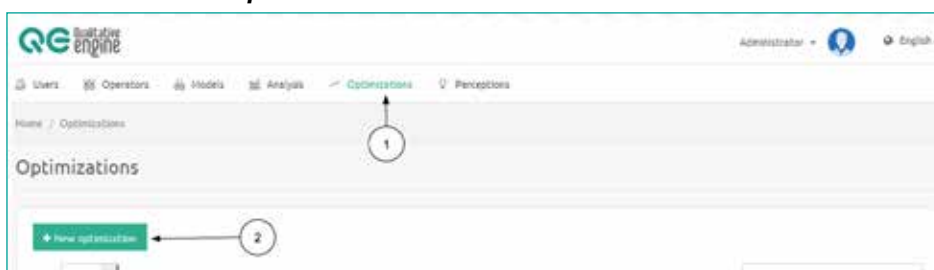 QE Qualitative engine
Administrator English
Users Operators Models Analysis Optimizations Perceptions
Home / Optimizations
1
Optimizations
+ New optimization
2